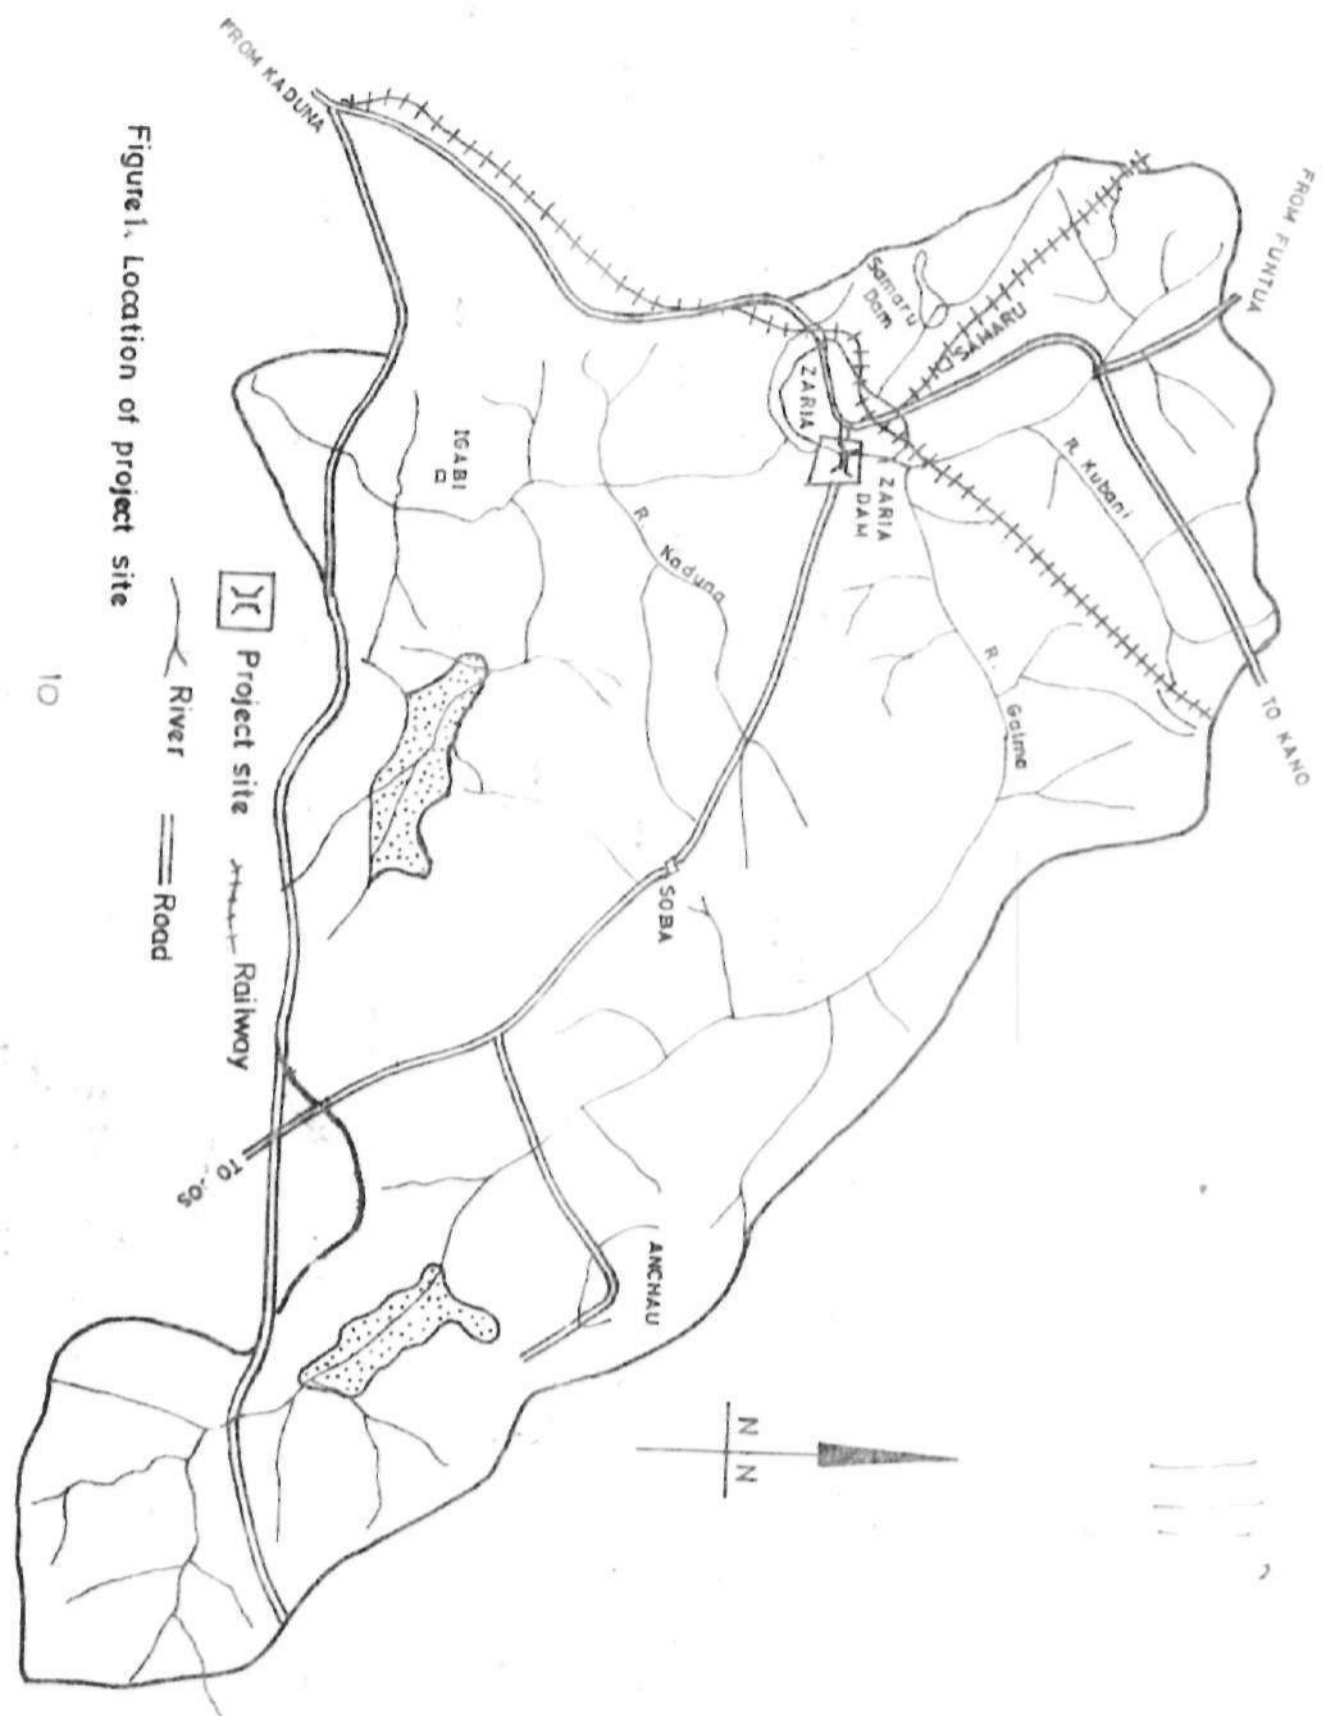 FROM FUNTUA
TO KANO
R. Kubani
SAMARU
Samaru
Dam
ZARIA
ZARIA
DAM
R. Galma
FROM KADUNA
R. Kaduna
IGABI
SOBA
ANCHAU
TO
N N
Project site
Railway
River
Road
Figure 1. Location of project site
10